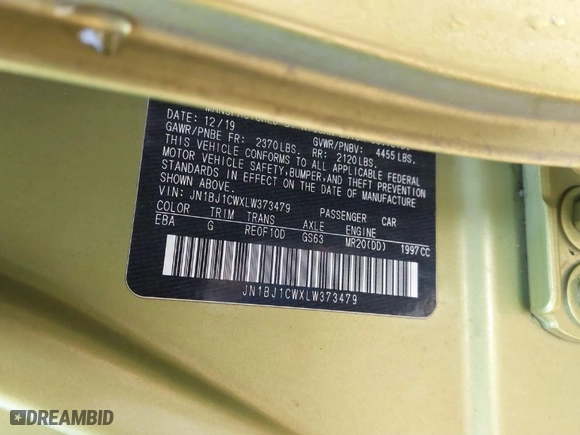 DATE: 12/19 GVWR/PNBV: 4455 LBS.
GAWR/PNBE FR: 2370LBS. RR: 2120LBS.
THIS VEHICLE CONFORMS TO ALL APPLICABLE FEDERAL
MOTOR VEHICLE SAFETY,BUMPER,AND THEFT PREVENTION
STANDARDS IN EFFECT ON THE DATE OF MANUFACTURE
SHOWN ABOVE.
VIN: JN1BJ1CWXLW373479 PASSENGER CAR
COLOR TRIM TRANS AXLE ENGINE
EBA G RE0F10D GS63 MR20(DD) 1997CC
JN1BJ1CWXLW373479
DREAMBID